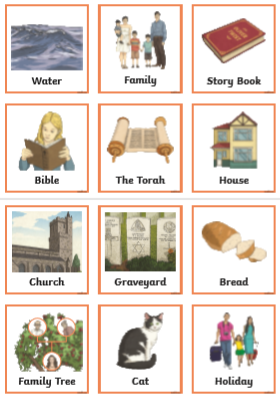 Water
Family
Story Book
Bible
The Torah
House
Church
Graveyard
Bread
Family Tree
Cat
Holiday